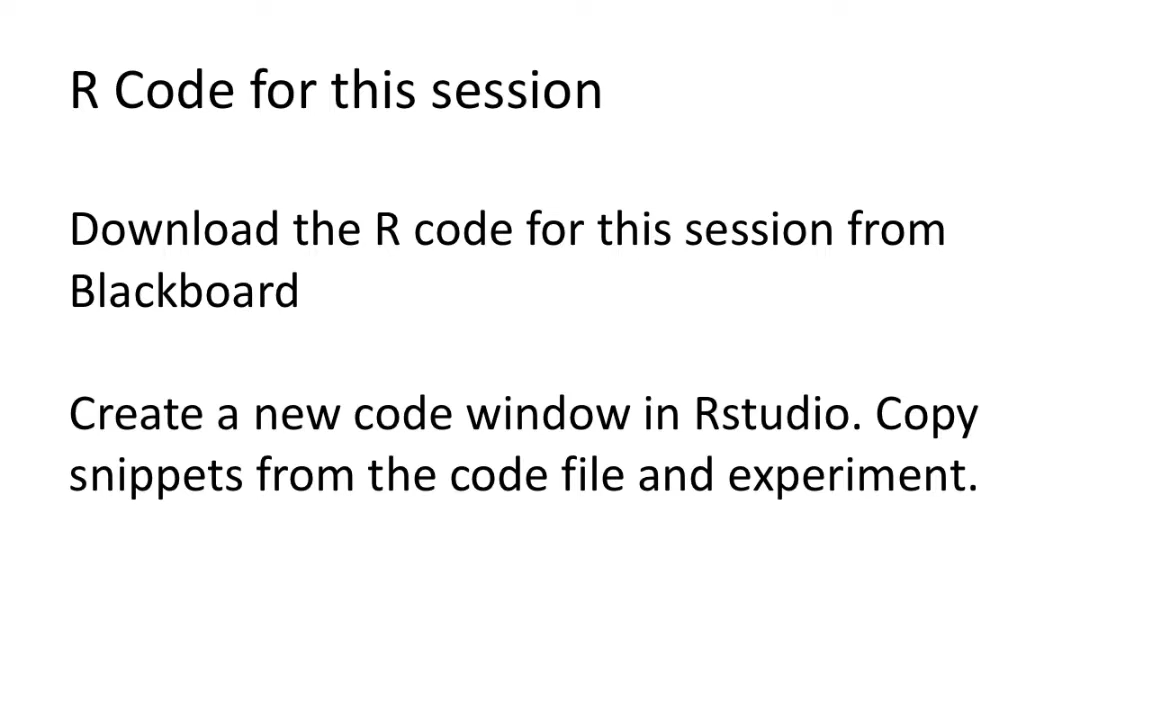 R Code for this session
Download the R code for this session from
Blackboard
Create a new code window in Rstudio. Copy
snippets from the code file and experiment.